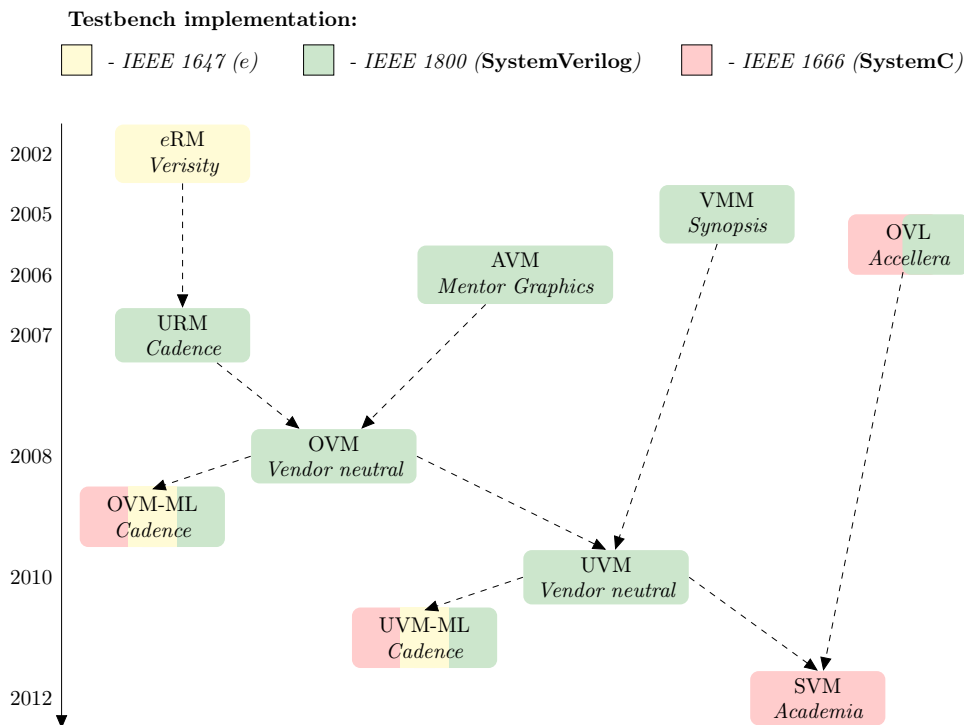 Testbench implementation:
- IEEE 1647 (e)
- IEEE 1800 (SystemVerilog)
- IEEE 1666 (SystemC)
2002
eRM
Verisity
2005
VMM
Synopsis
OVL
Accellera
2006
AVM
Mentor Graphics
2007
URM
Cadence
2008
OVM
Vendor neutral
OVM-ML
Cadence
2010
UVM
Vendor neutral
UVM-ML
Cadence
2012
SVM
Academia